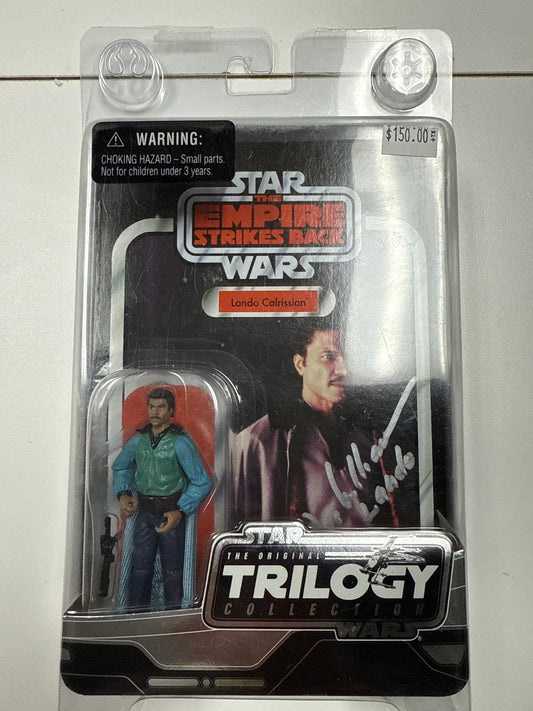 $150.00
WARNING:
CHOKING HAZARD – Small parts.
Not for children under 3 years.
STAR
THE
EMPIRE
STRIKES BACK
WARS
Lando Calrissian™
Lando
STAR
THE ORIGINAL
TRILOGY
COLLECTION
WARS